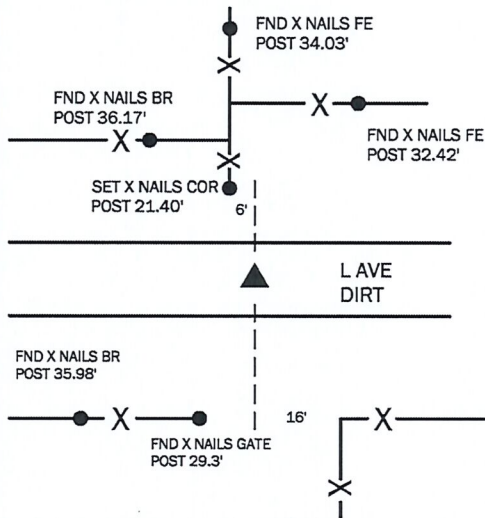 FND X NAILS FE
POST 34.03'
FND X NAILS BR
POST 36.17'
FND X NAILS FE
POST 32.42'
SET X NAILS COR
POST 21.40'
6'
L AVE
DIRT
FND X NAILS BR
POST 35.98'
16'
FND X NAILS GATE
POST 29.3'